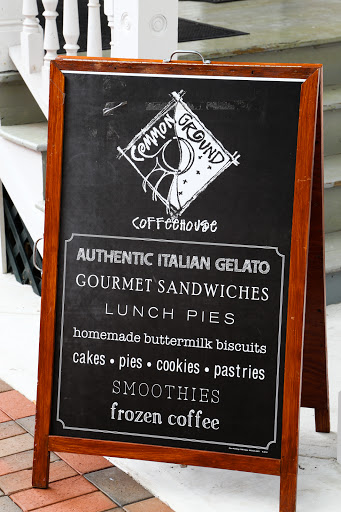 COMMON
GROUND
COFFEEHOUSE
AUTHENTIC ITALIAN GELATO
GOURMET SANDWICHES
LUNCH PIES
homemade buttermilk biscuits
cakes • pies • cookies • pastries
SMOOTHIES
frozen coffee